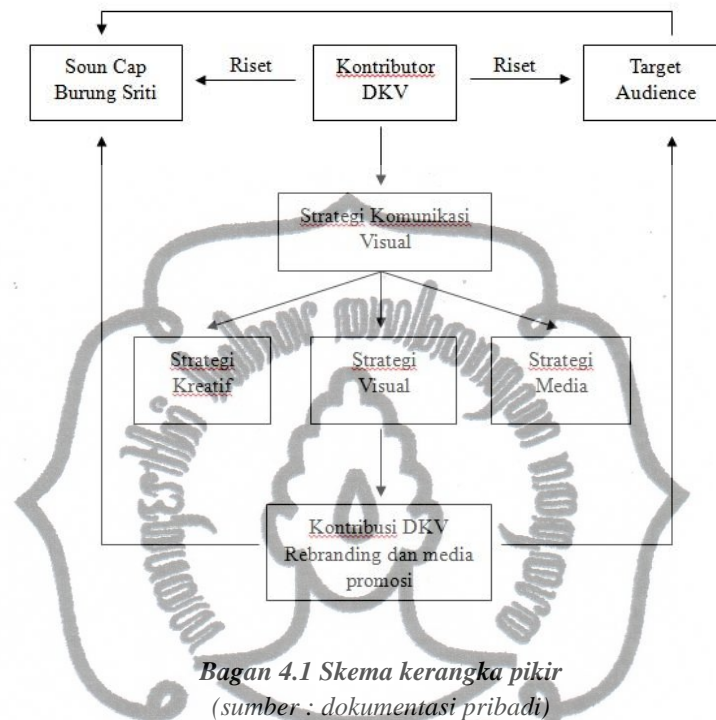 Soun Cap
Burung Sriti
Riset
Kontributor
DKV
Riset
Target
Audience
Strategi Komunikasi
Visual
Strategi
Kreatif
Strategi
Visual
Strategi
Media
Kontribusi DKV
Rebranding dan media
promosi
Bagan 4.1 Skema kerangka pikir
(sumber : dokumentasi pribadi)